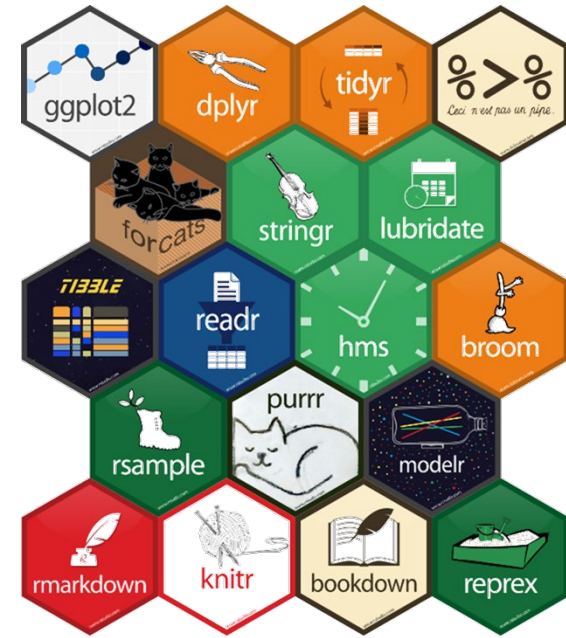 ggplot2
dplyr
tidyr
%>%
Ceci n'est pas un pipe.
forcats
stringr
lubridate
TIBBLE
readr
hms
broom
rsample
purrr
modelr
rmarkdown
knitr
bookdown
reprex